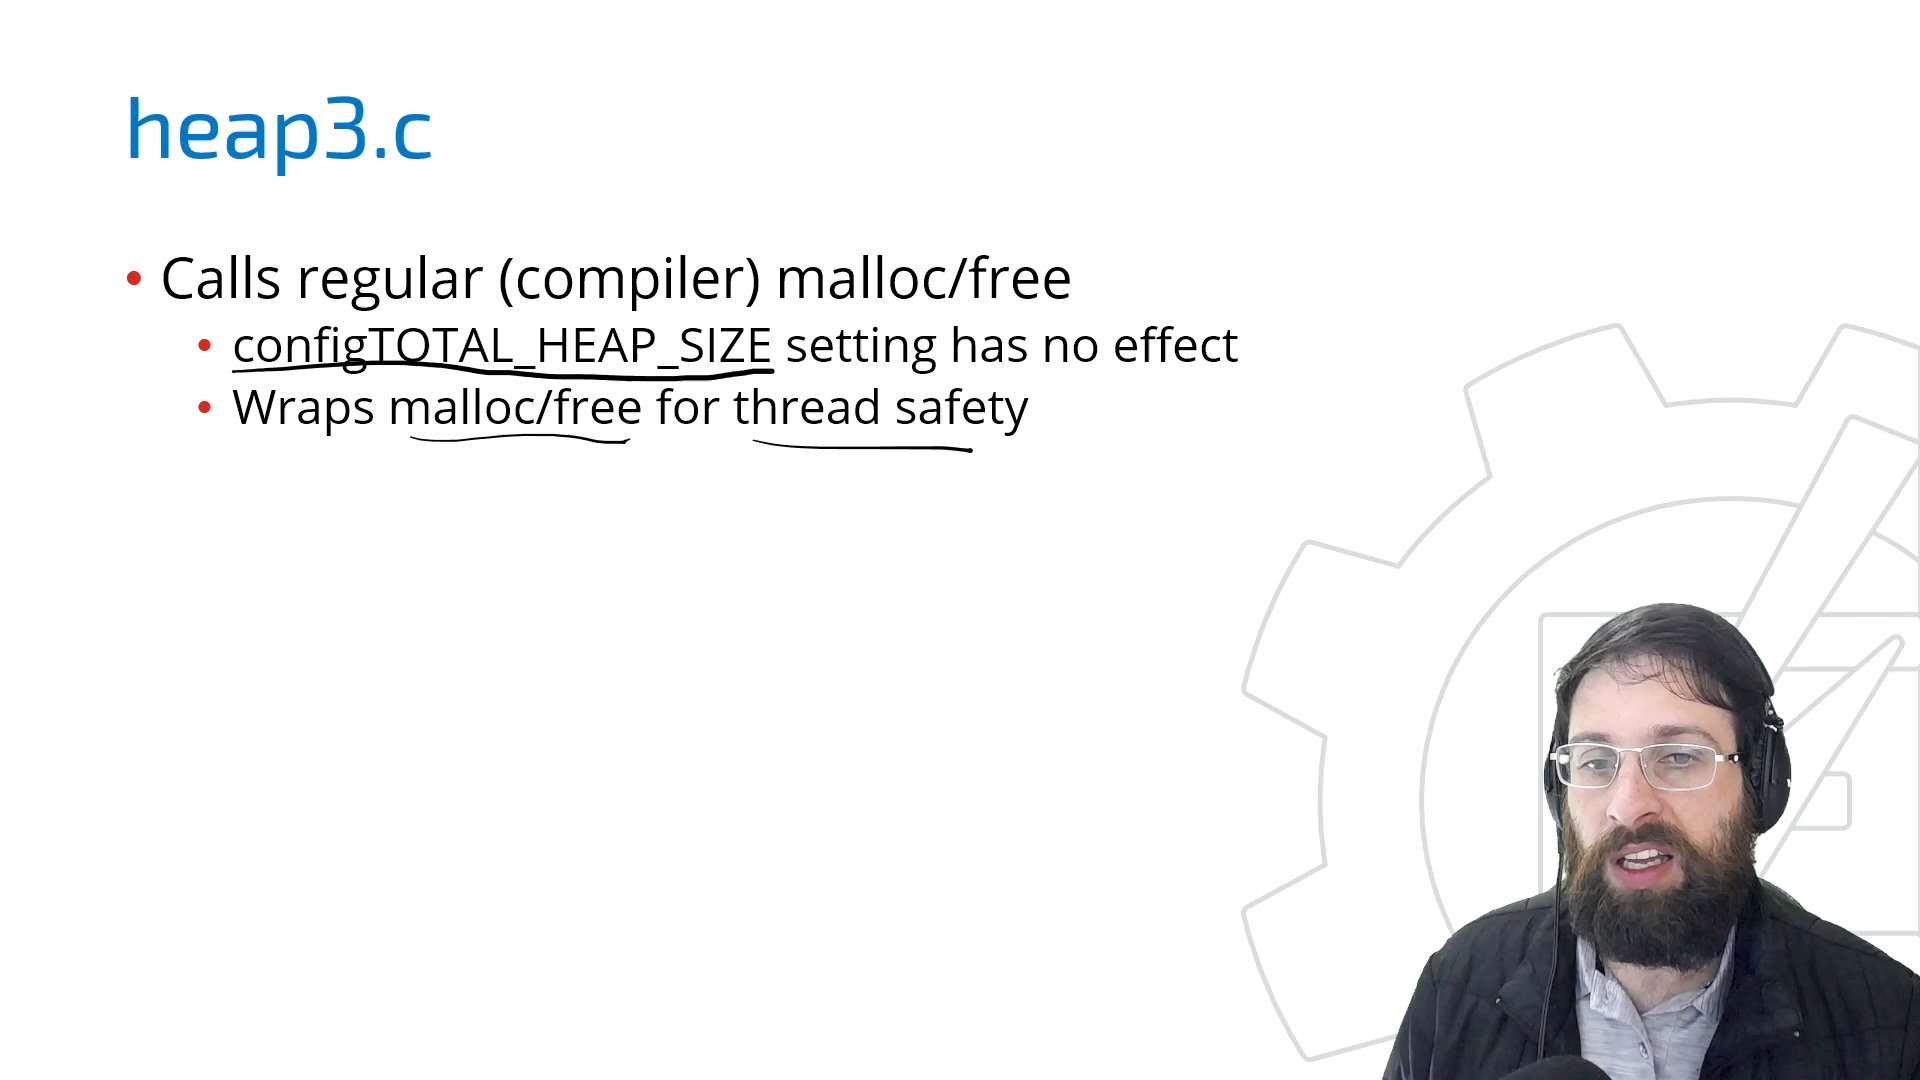 heap3.c
• Calls regular (compiler) malloc/free
• configTOTAL_HEAP_SIZE setting has no effect
• Wraps malloc/free for thread safety